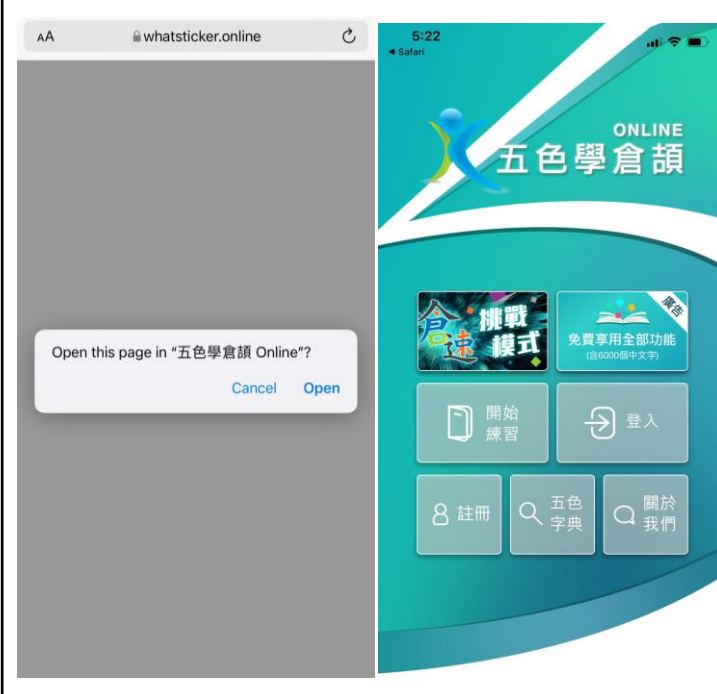 AA whatsticker.online
Open this page in “五色學倉頡 Online”?
Cancel Open
5:22
Safari
ONLINE
五色學倉頡
倉速 挑戰
模式
廣告
免費享用全部功能
(含6000個中文字)
開始
練習
登入
註冊
五色
字典
關於
我們